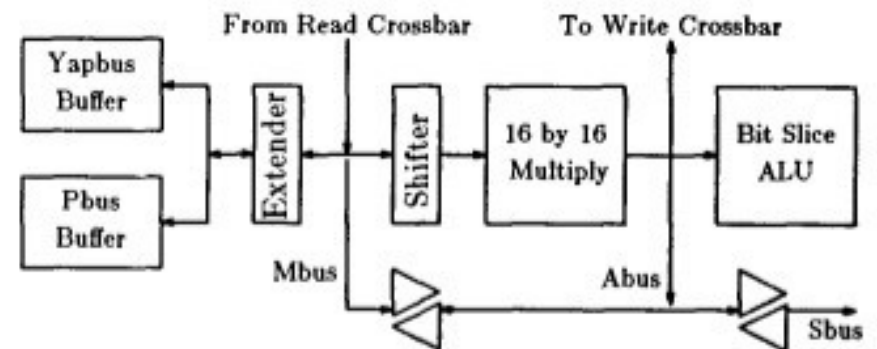 From Read Crossbar
To Write Crossbar
Yapbus
Buffer
Extender
Shifter
16 by 16
Multiply
Bit Slice
ALU
Pbus
Buffer
Mbus
Abus
Sbus